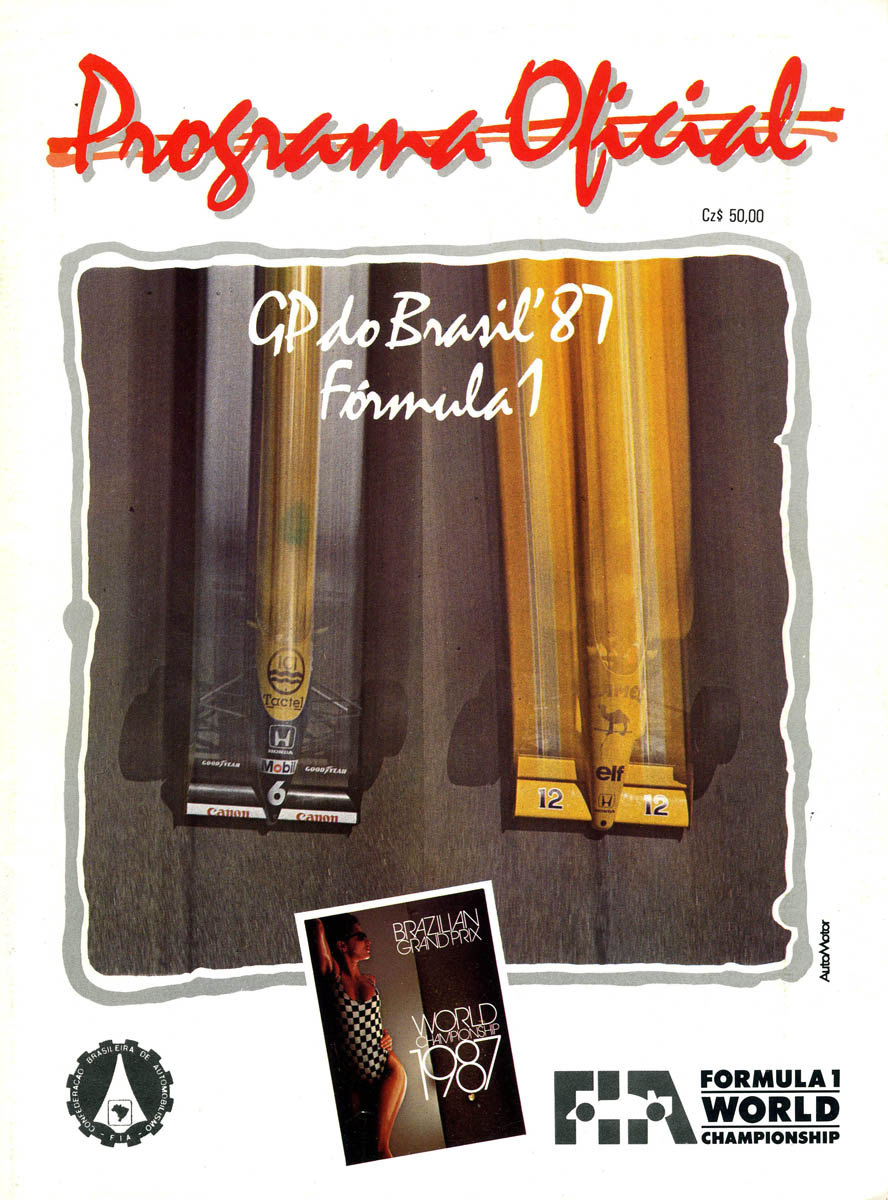 Programa Oficial
Cz$ 50,00
GP do Brasil '87
Fórmula 1
ICI
Tactel
HONDA
GOODYEAR
Mobil
GOODYEAR
6
Canon
Canon
CAMEL
elf
12
HONDA
12
AutoMotor
BRAZILIAN
GRAND PRIX
WORLD
CHAMPIONSHIP
1987
CONFEDERAÇÃO BRASILEIRA DE AUTOMOBILISMO
- FIA -
FIA
FORMULA 1
WORLD
CHAMPIONSHIP